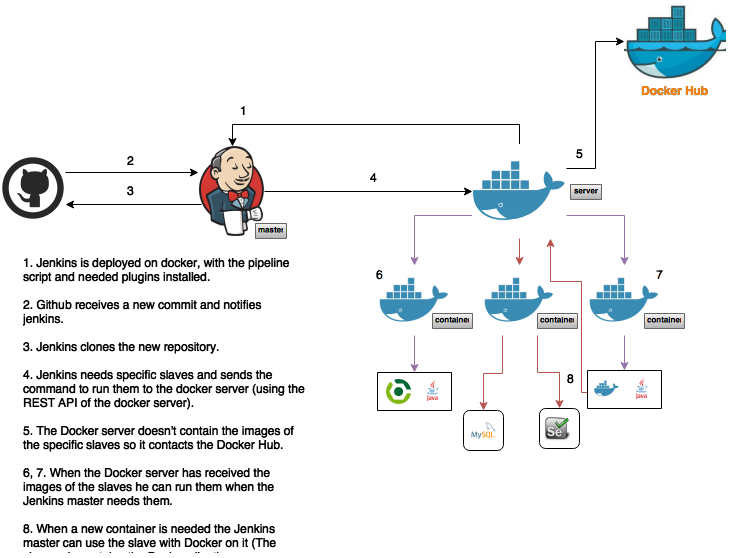 Docker Hub
1
2
3
4
5
server
master
6
7
container
container
container
Java
Java
8
MySQL
Se
1. Jenkins is deployed on docker, with the pipeline
script and needed plugins installed.
2. Github receives a new commit and notifies
jenkins.
3. Jenkins clones the new repository.
4. Jenkins needs specific slaves and sends the
command to run them to the docker server (using the
REST API of the docker server).
5. The Docker server doesn't contain the images of
the specific slaves so it contacts the Docker Hub.
6, 7. When the Docker server has received the
images of the slaves he can run them when the
Jenkins master needs them.
8. When a new container is needed the Jenkins
master can use the slave with Docker on it (The